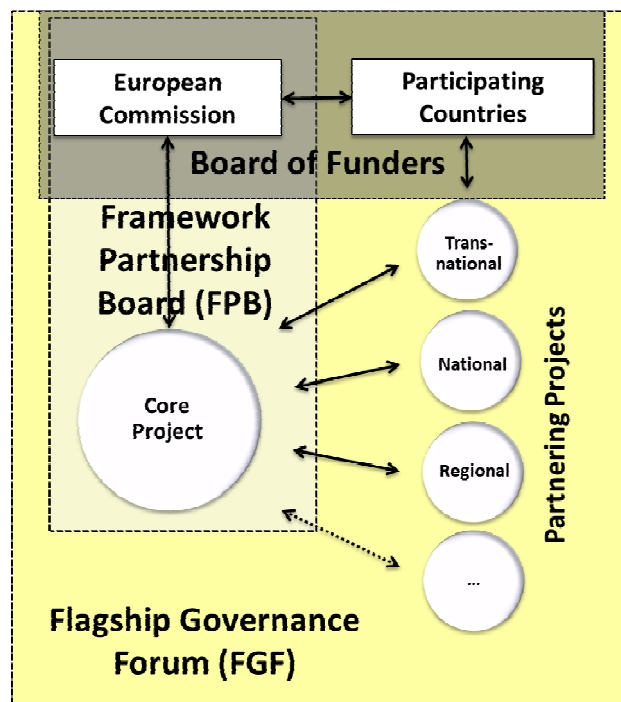 European
Commission
Participating
Countries
Board of Funders
Framework
Partnership
Board (FPB)
Trans-
national
National
Core
Project
Regional
...
Partnering Projects
Flagship Governance
Forum (FGF)